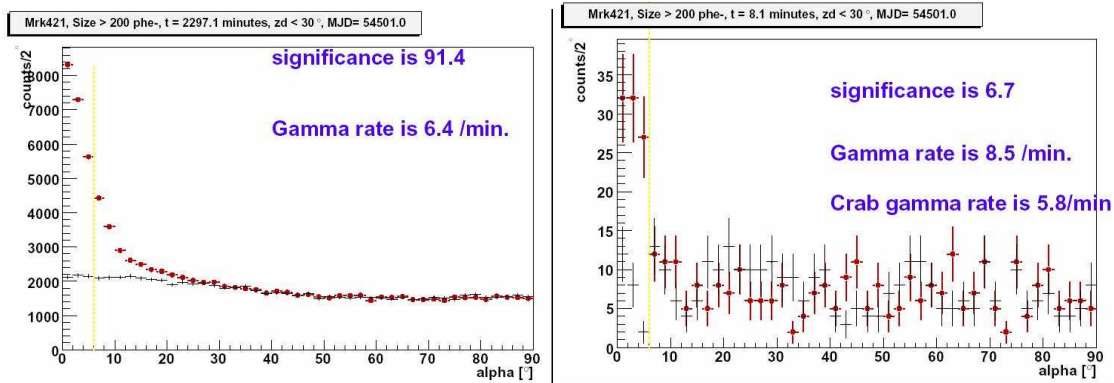 Mrk421, Size > 200 phe-, t = 2297.1 minutes, zd < 30 °, MJD= 54501.0
counts/2
8000
7000
6000
5000
4000
3000
2000
1000
0
significance is 91.4
Gamma rate is 6.4 /min.
0 10 20 30 40 50 60 70 80 90
alpha [°]
Mrk421, Size > 200 phe-, t = 8.1 minutes, zd < 30 °, MJD= 54501.0
counts/2
35
30
25
20
15
10
5
0
significance is 6.7
Gamma rate is 8.5 /min.
Crab gamma rate is 5.8/min
0 10 20 30 40 50 60 70 80 90
alpha [°]